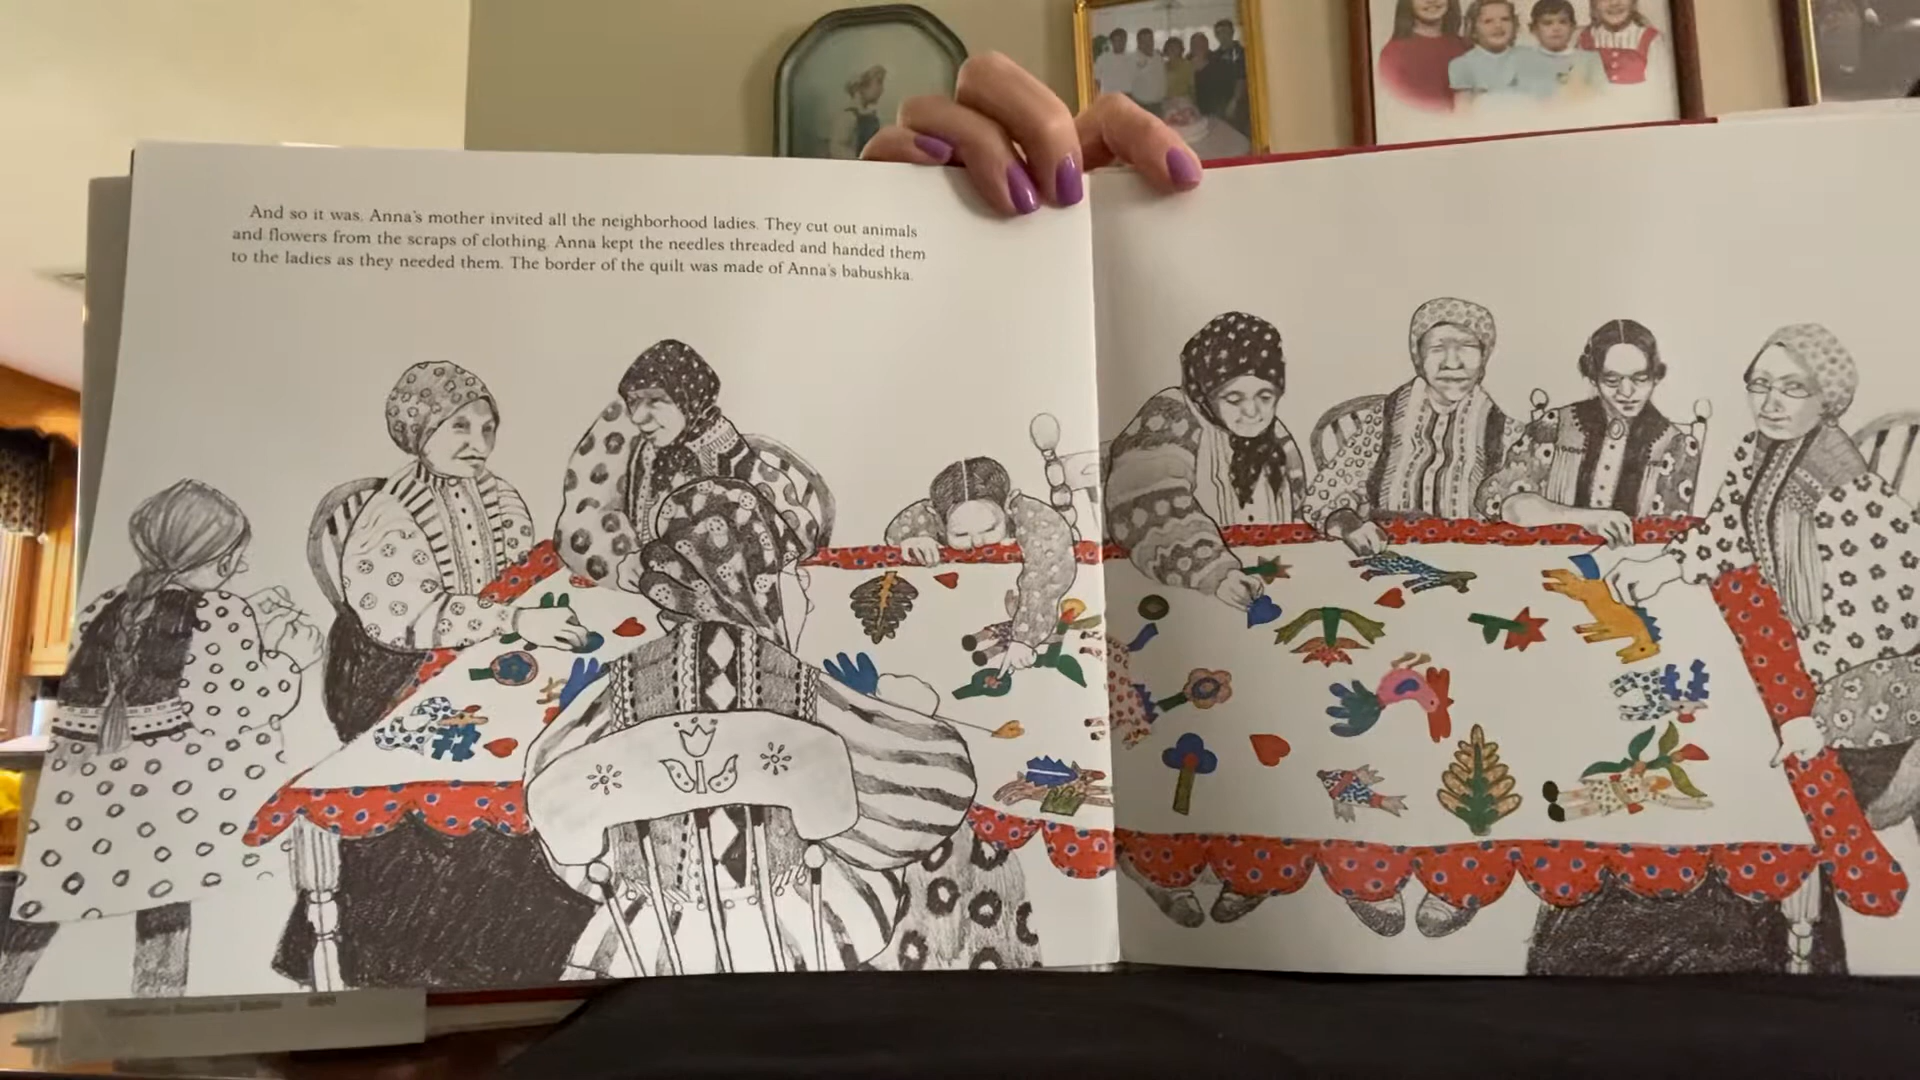 And so it was. Anna's mother invited all the neighborhood ladies. They cut out animals
and flowers from the scraps of clothing. Anna kept the needles threaded and handed them
to the ladies as they needed them. The border of the quilt was made of Anna's babushka.